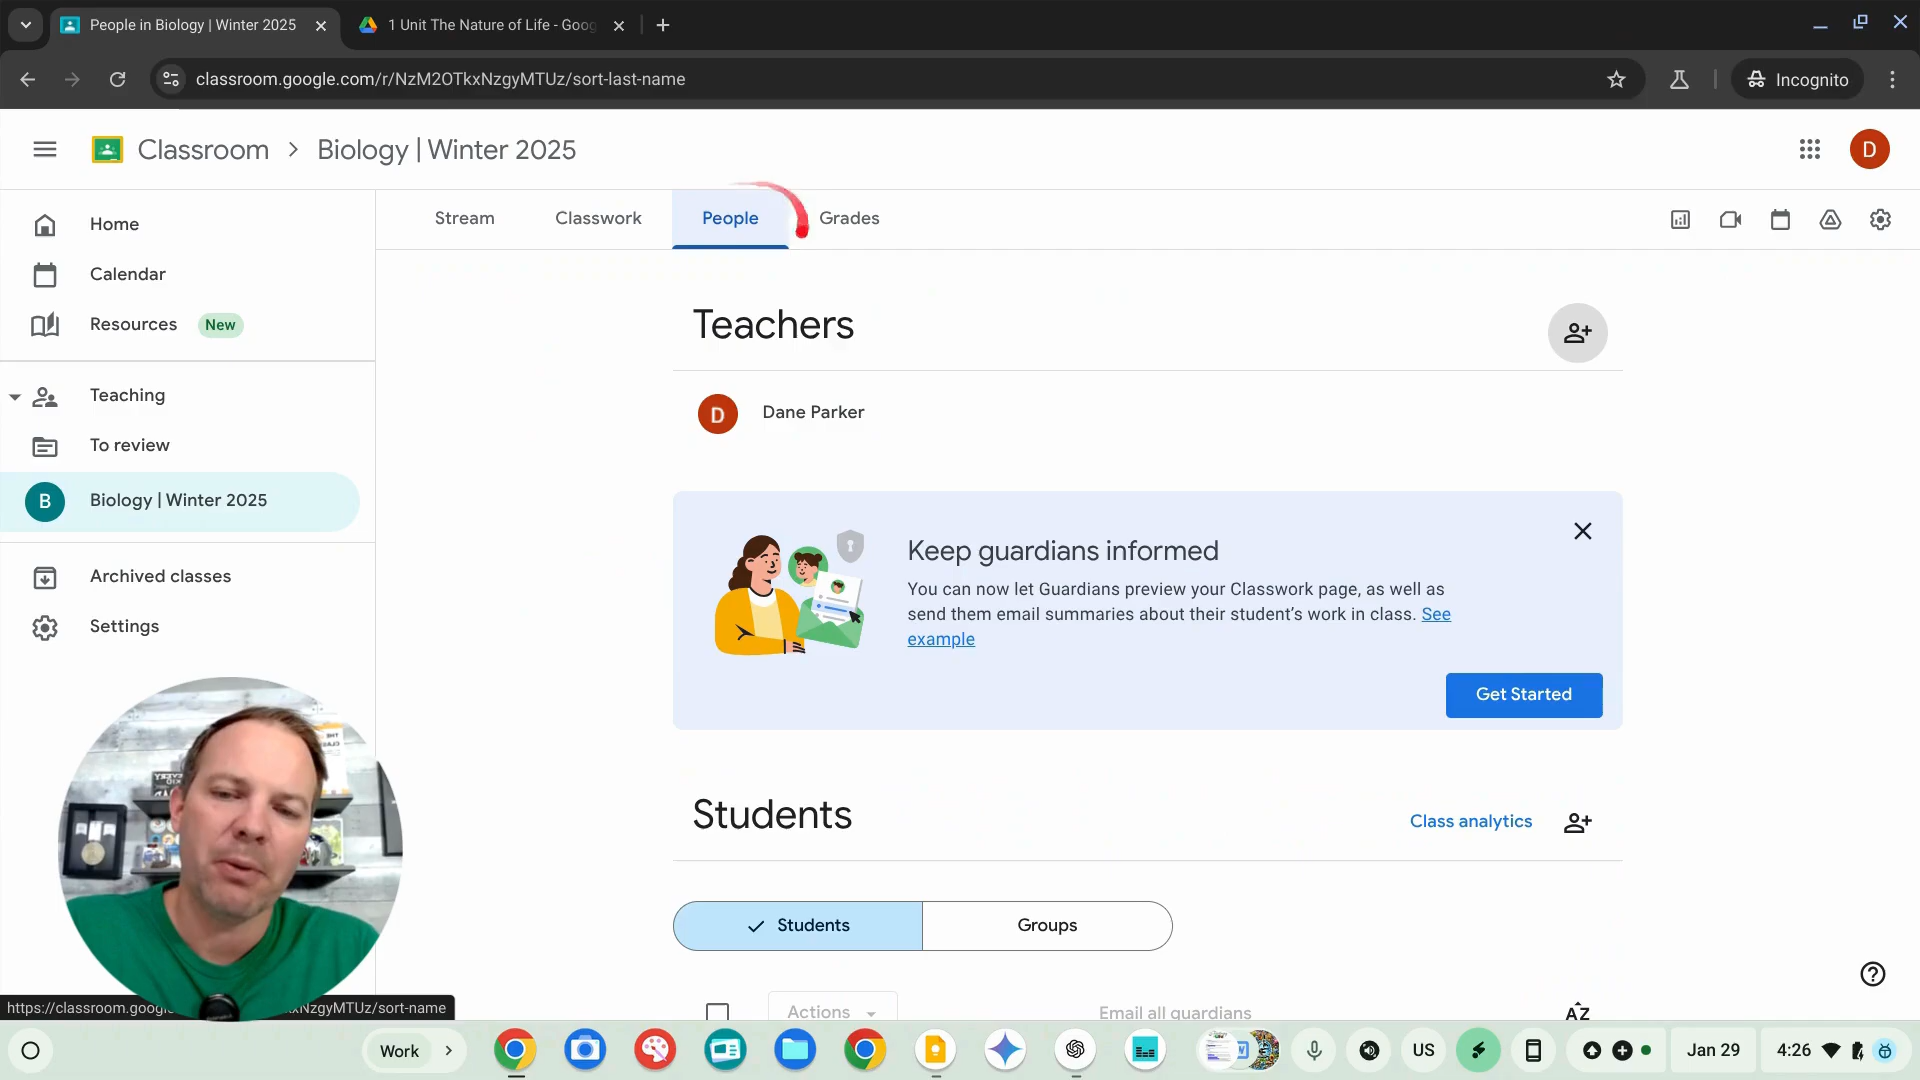 People in Biology | Winter 2025
1 Unit The Nature of Life - Goog
classroom.google.com/r/NzM2OTkxNzgyMTUz/sort-last-name
Incognito
Classroom > Biology | Winter 2025
D
Stream
Classwork
People
Grades
Home
Calendar
Resources New
Teaching
To review
B Biology | Winter 2025
Archived classes
Settings
Teachers
D Dane Parker
Keep guardians informed
You can now let Guardians preview your Classwork page, as well as
send them email summaries about their student's work in class. See
example
Get Started
Students
Class analytics
Students
Groups
Actions
Email all guardians
AZ
https://classroom.google
xNzgyMTUz/sort-name
Work
US
Jan 29
4:26